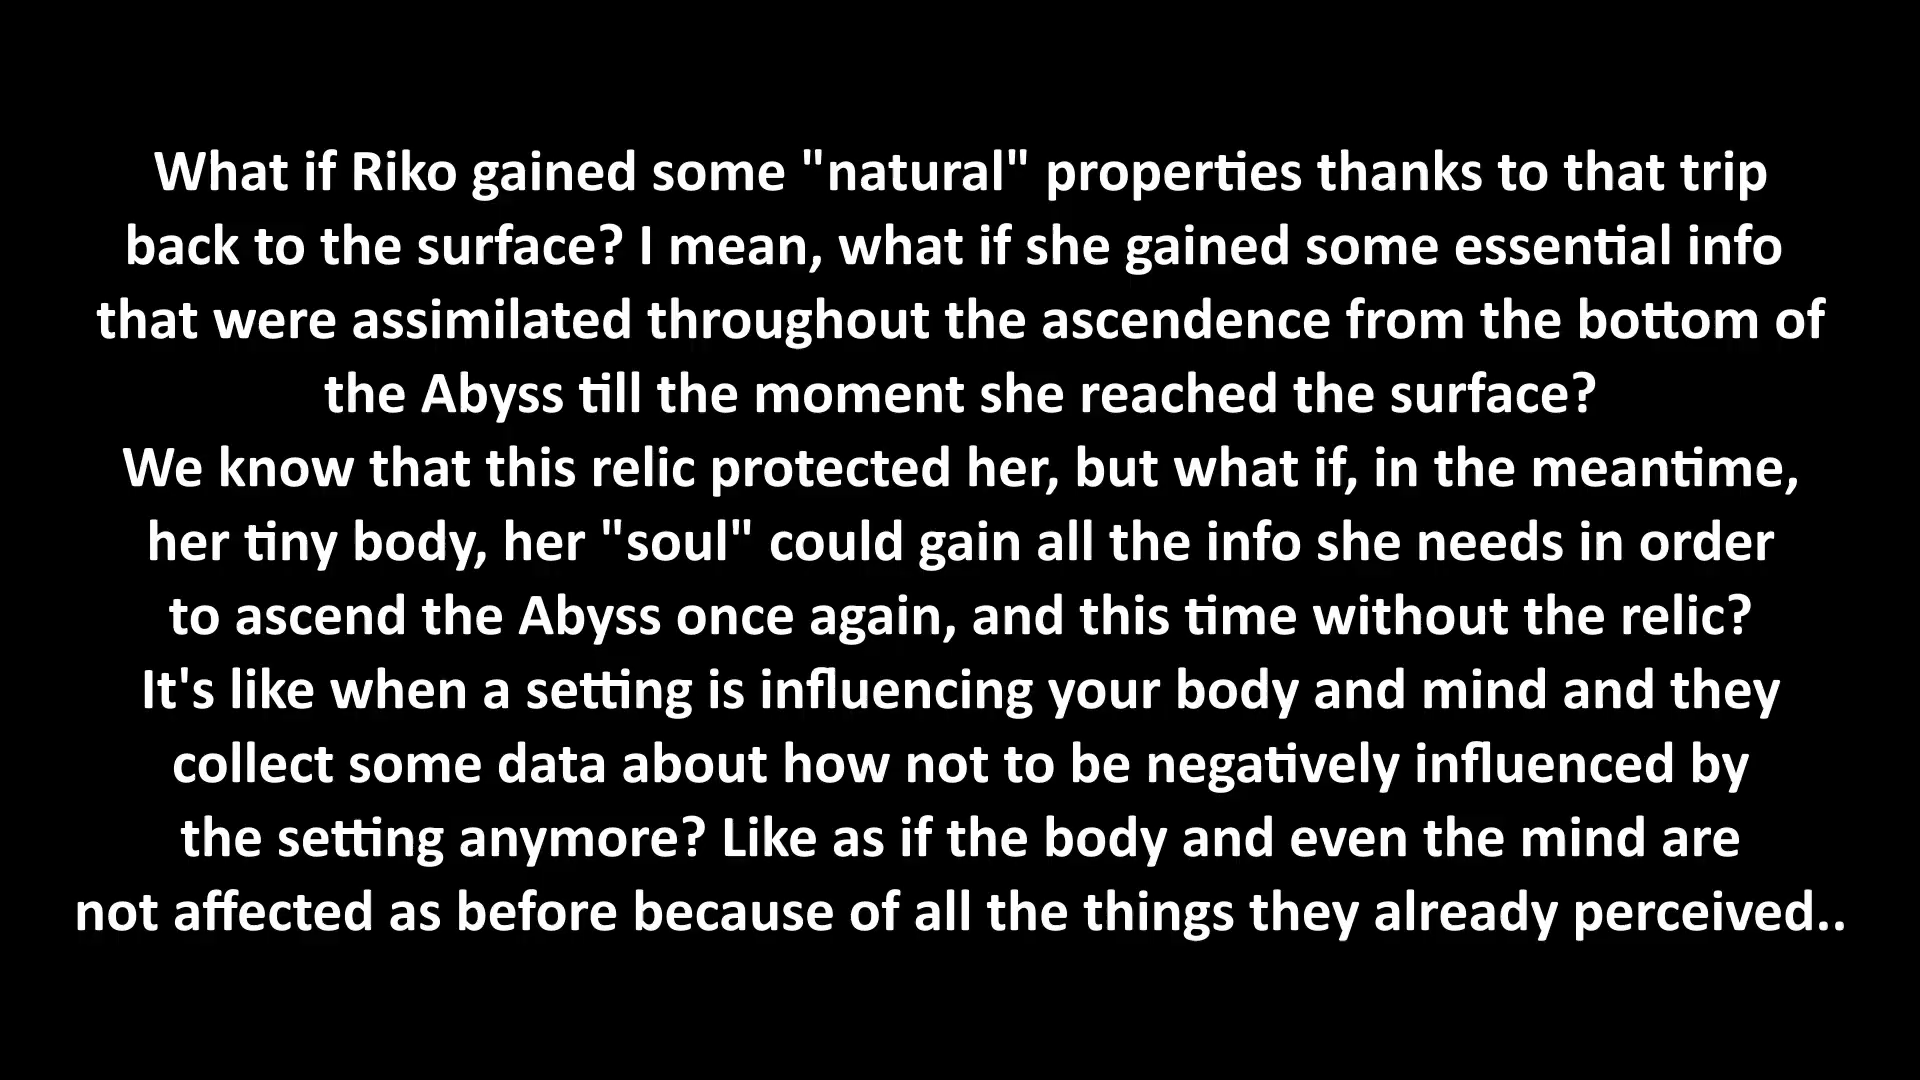 What if Riko gained some "natural" properties thanks to that trip
back to the surface? I mean, what if she gained some essential info
that were assimilated throughout the ascendence from the bottom of
the Abyss till the moment she reached the surface?
We know that this relic protected her, but what if, in the meantime,
her tiny body, her "soul" could gain all the info she needs in order
to ascend the Abyss once again, and this time without the relic?
It's like when a setting is influencing your body and mind and they
collect some data about how not to be negatively influenced by
the setting anymore? Like as if the body and even the mind are
not affected as before because of all the things they already perceived..